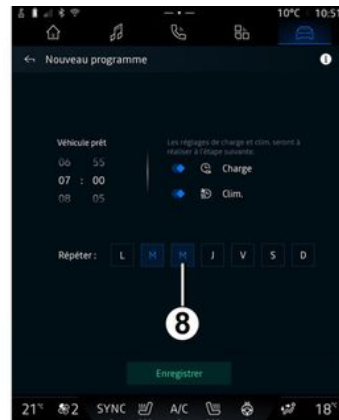 10°C 10:51
Nouveau programme
Véhicule prêt
Les réglages de charge et clim. seront à
réaliser à l'étape suivante.
06 55
07 : 00
08 05
Charge
Clim.
Répéter : L M M J V S D
8
Enregistrer
21° 2 SYNC A/C 18°